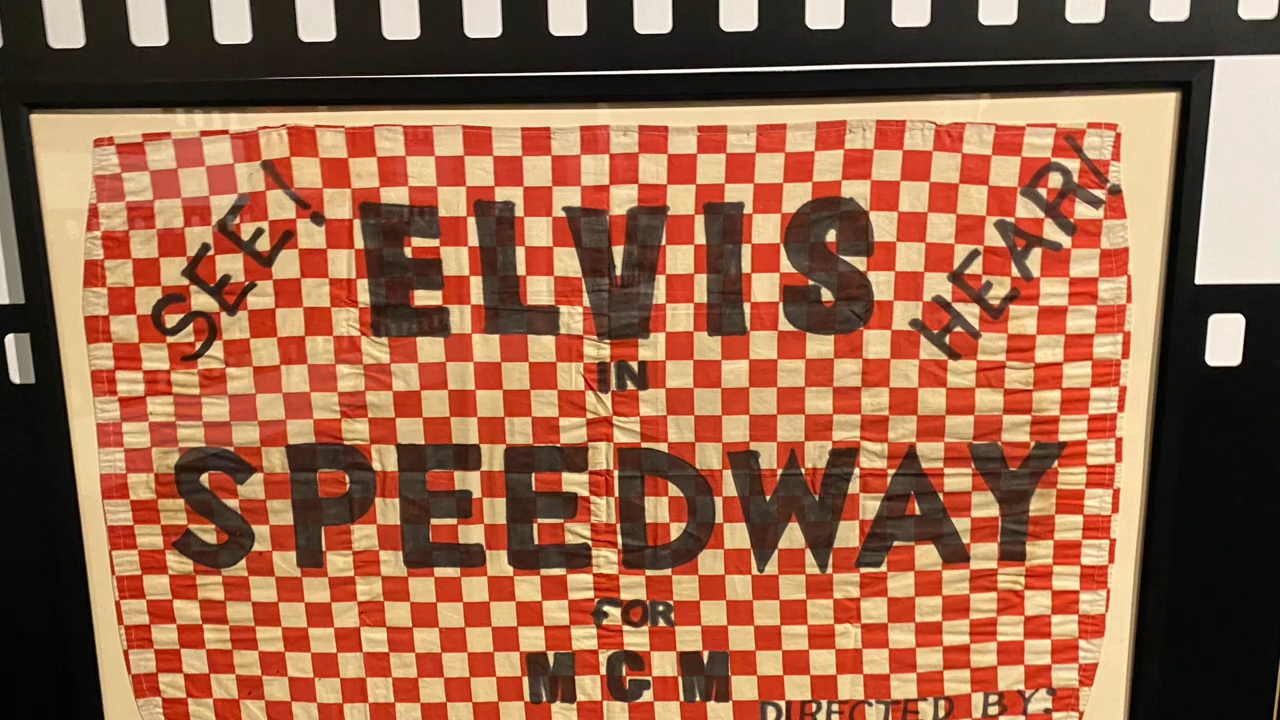 SEE!
ELVIS
HEAR!
IN
SPEEDWAY
FOR
MGM
DIRECTED BY: